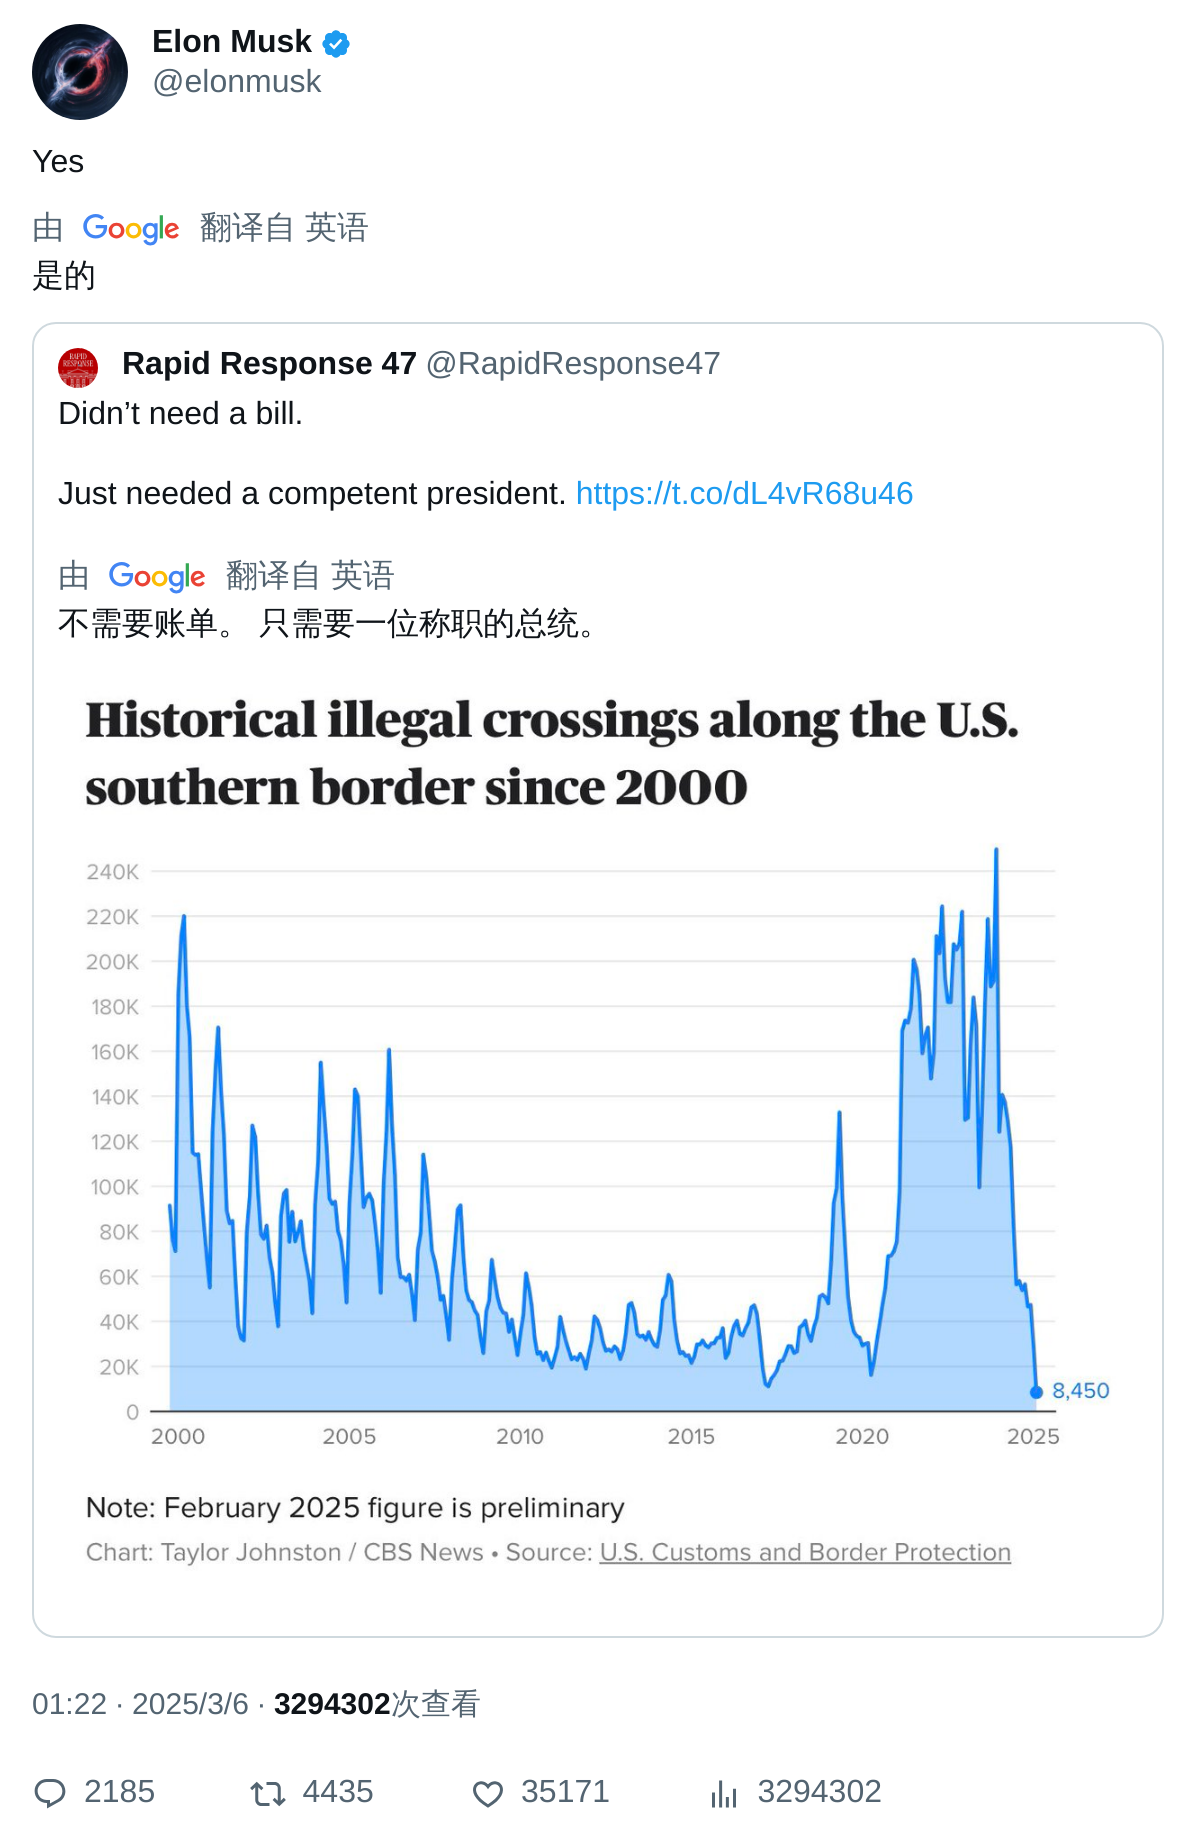 Elon Musk
@elonmusk
Yes
由 Google 翻译自 英语
是的
RAPID
RESPONSE
Rapid Response 47 @RapidResponse47
Didn’t need a bill.
Just needed a competent president. https://t.co/dL4vR68u46
由 Google 翻译自 英语
不需要账单。 只需要一位称职的总统。
Historical illegal crossings along the U.S.
southern border since 2000
240K
220K
200K
180K
160K
140K
120K
100K
80K
60K
40K
20K
0
8,450
2000 2005 2010 2015 2020 2025
Note: February 2025 figure is preliminary
Chart: Taylor Johnston / CBS News • Source: U.S. Customs and Border Protection
01:22 · 2025/3/6 · 3294302次查看
2185 4435 35171 3294302